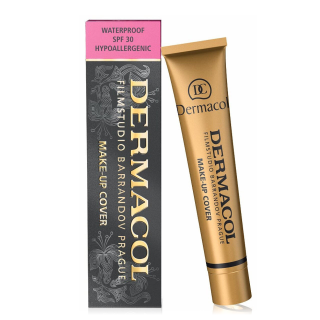 WATERPROOF
SPF 30
HYPOALLERGENIC
DERMACOL
FILMSTUDIO BARRANDOV PRAGUE
MAKE-UP COVER
DC
Dermacol
DERMACOL
FILMSTUDIO BARRANDOV PRAGUE
MAKE-UP COVER